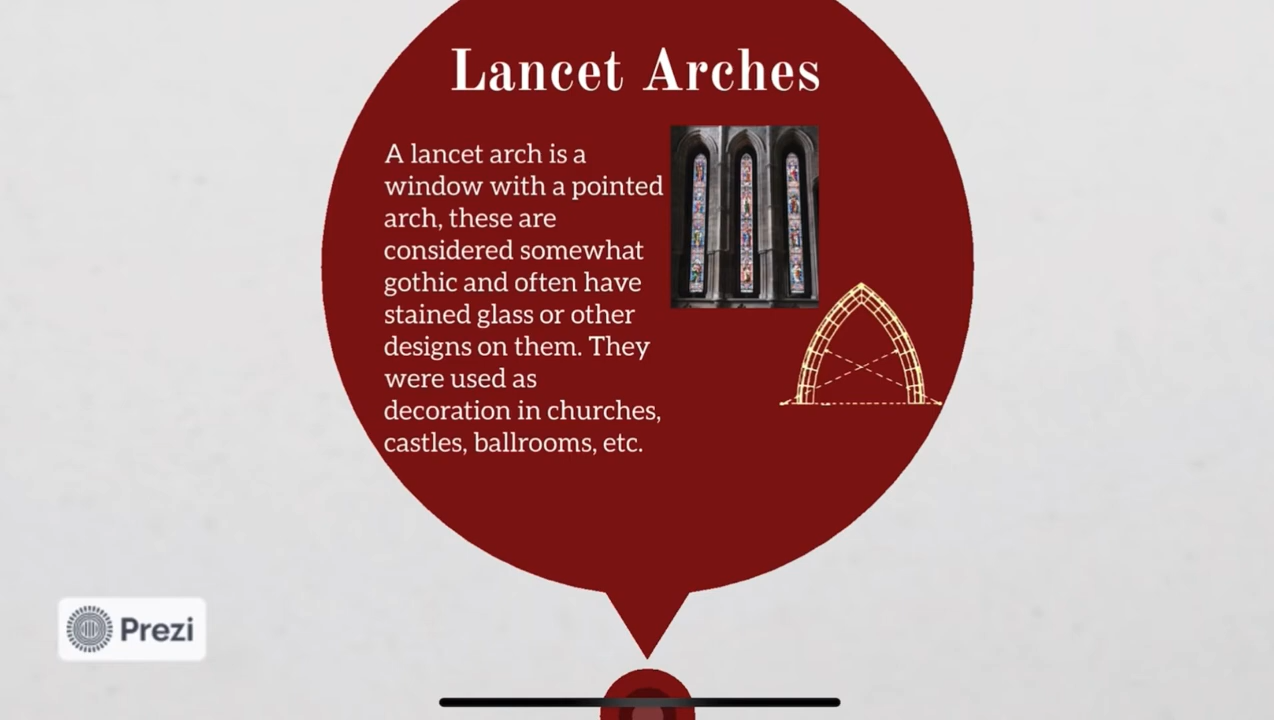 Lancet Arches
A lancet arch is a
window with a pointed
arch, these are
considered somewhat
gothic and often have
stained glass or other
designs on them. They
were used as
decoration in churches,
castles, ballrooms, etc.
Prezi